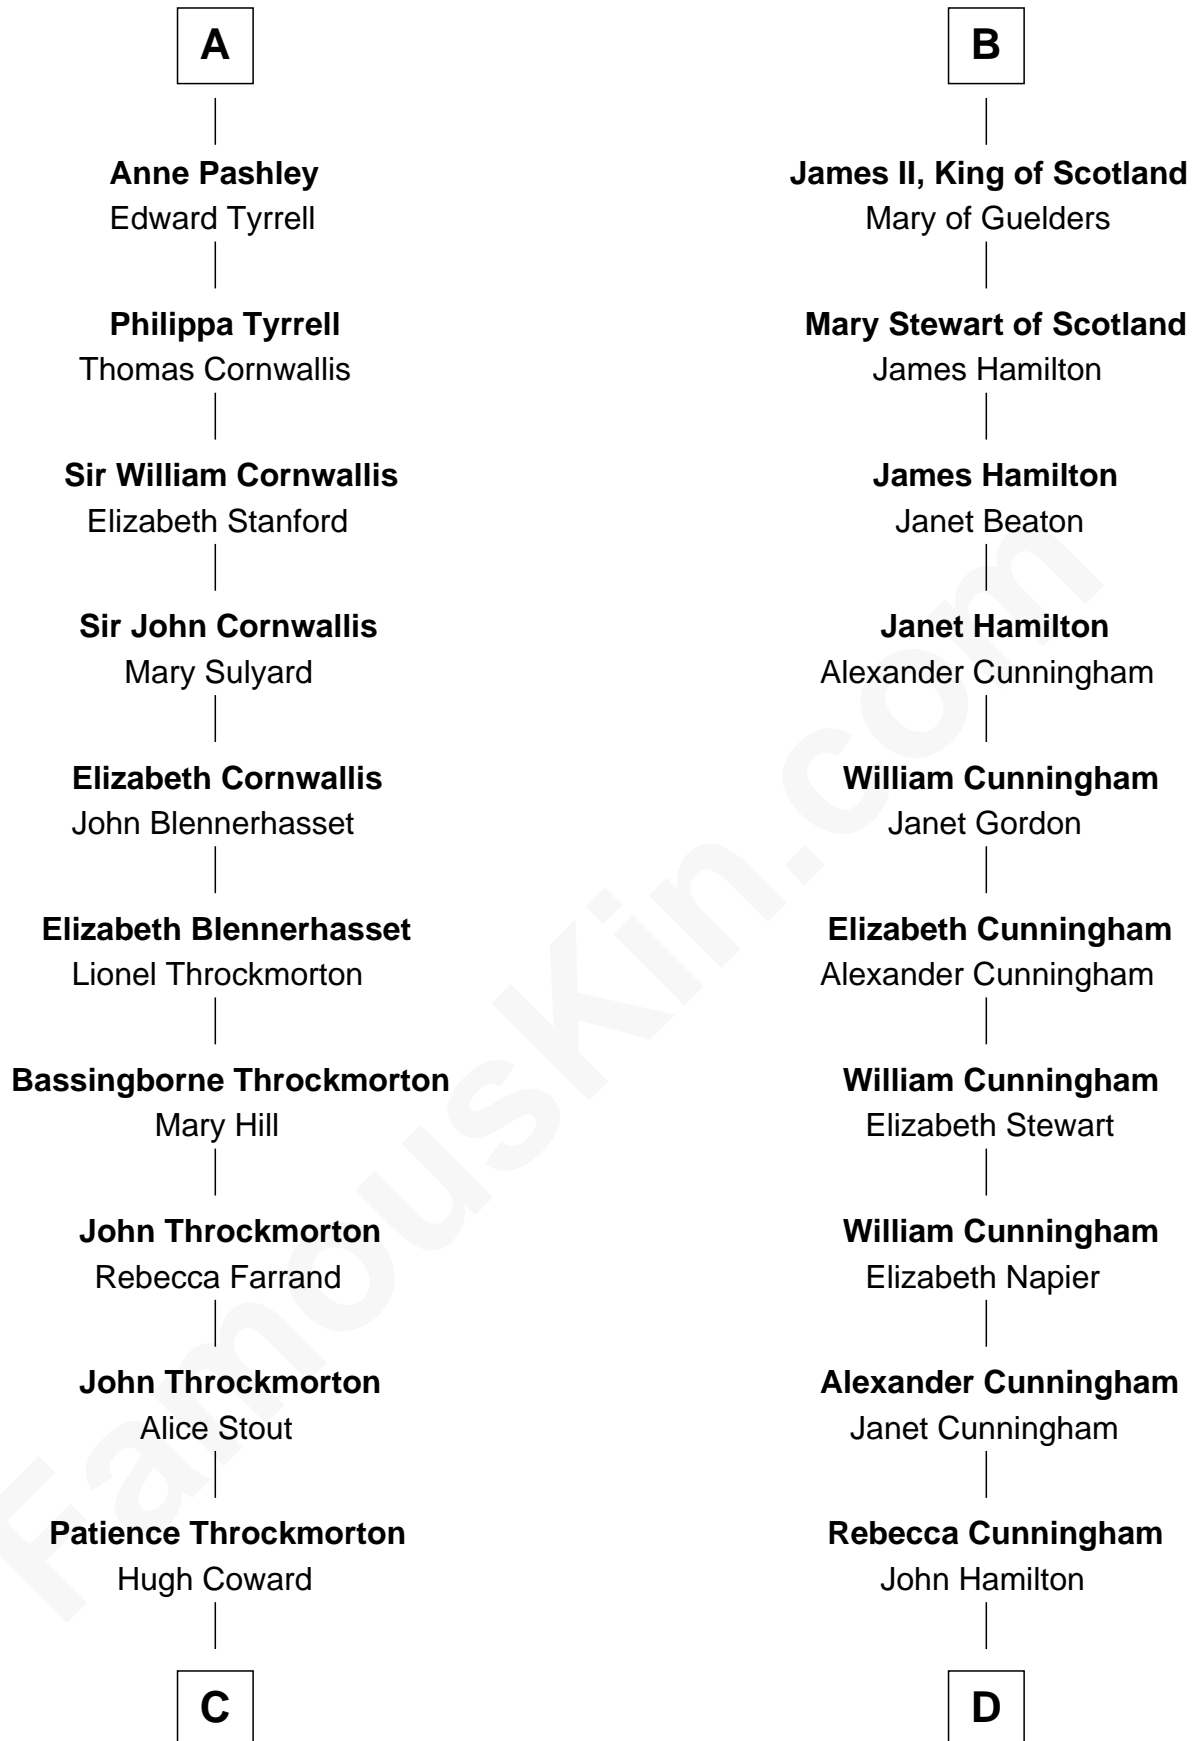 A
Anne Pashley
Edward Tyrrell
Philippa Tyrrell
Thomas Cornwallis
Sir William Cornwallis
Elizabeth Stanford
Sir John Cornwallis
Mary Sulyard
Elizabeth Cornwallis
John Blennerhasset
Elizabeth Blennerhasset
Lionel Throckmorton
Bassingborne Throckmorton
Mary Hill
John Throckmorton
Rebecca Farrand
John Throckmorton
Alice Stout
Patience Throckmorton
Hugh Coward
C
B
James II, King of Scotland
Mary of Guelders
Mary Stewart of Scotland
James Hamilton
James Hamilton
Janet Beaton
Janet Hamilton
Alexander Cunningham
William Cunningham
Janet Gordon
Elizabeth Cunningham
Alexander Cunningham
William Cunningham
Elizabeth Stewart
William Cunningham
Elizabeth Napier
Alexander Cunningham
Janet Cunningham
Rebecca Cunningham
John Hamilton
D
FamousKin.com